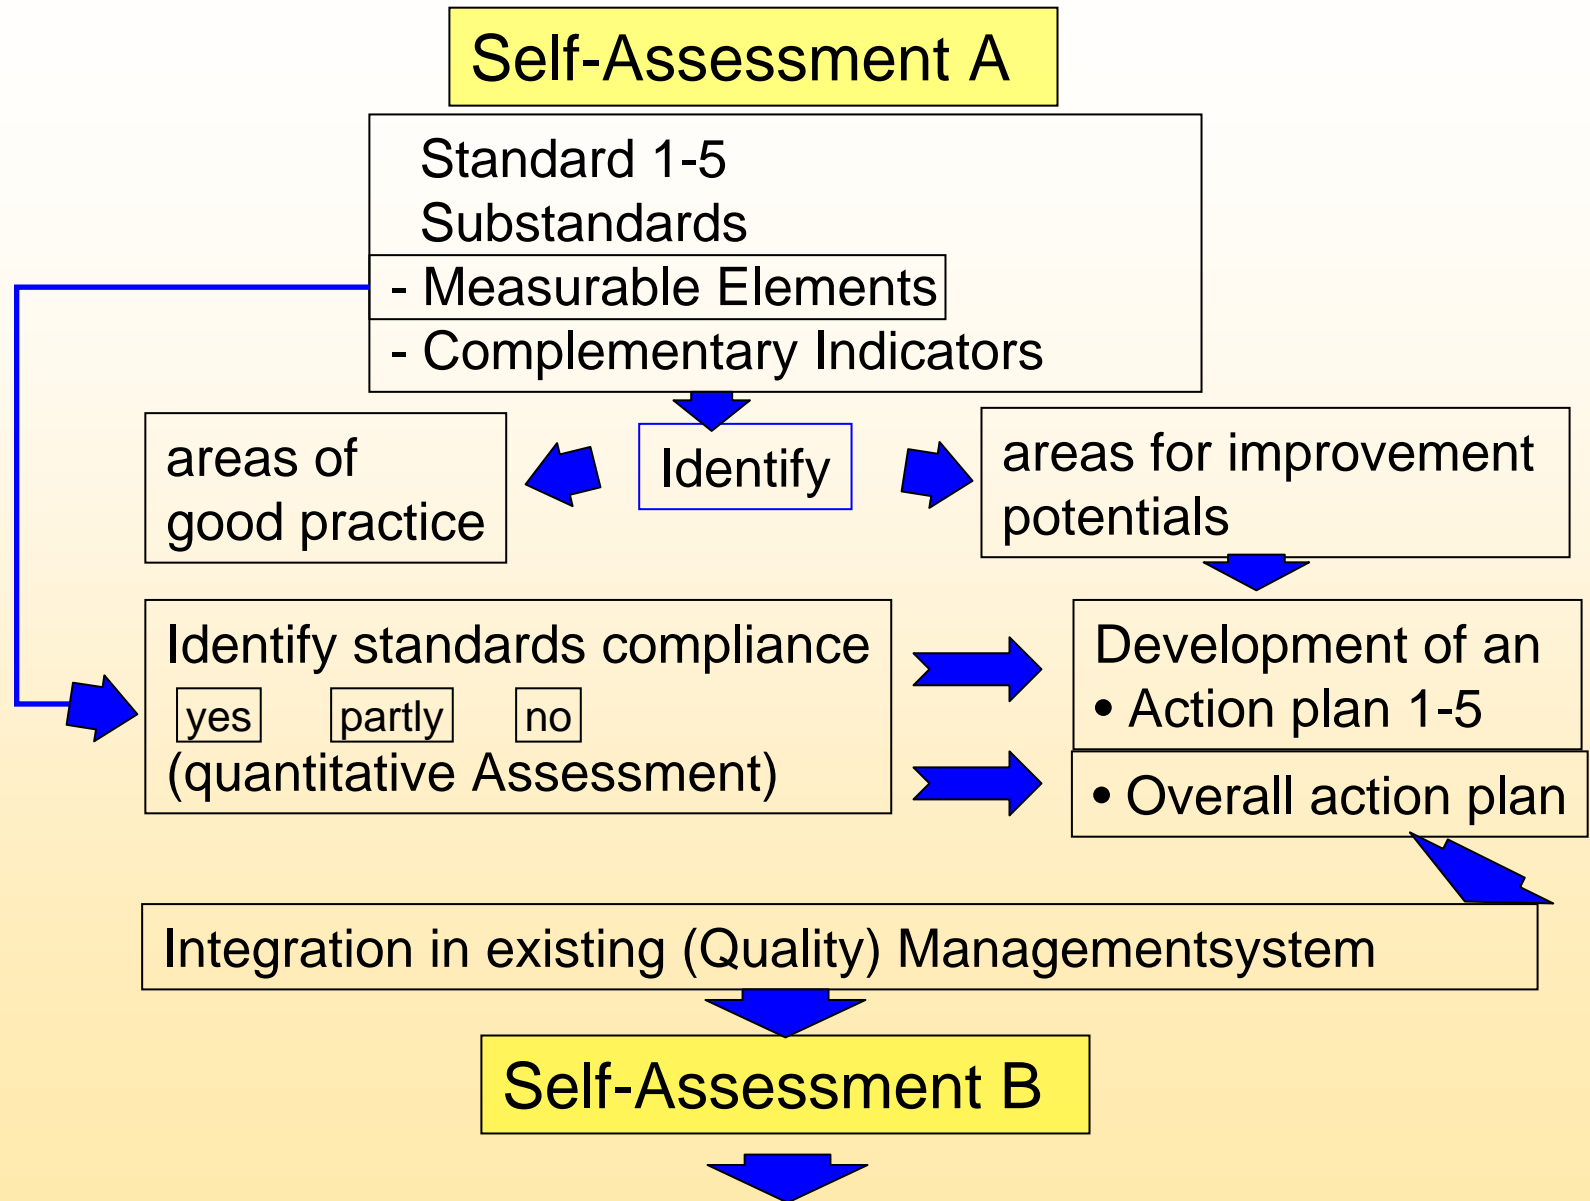 Self-Assessment A
Standard 1-5
Substandards
- Measurable Elements
- Complementary Indicators
areas of
good practice
Identify
areas for improvement
potentials
Identify standards compliance
yes partly no
(quantitative Assessment)
Development of an
• Action plan 1-5
• Overall action plan
Integration in existing (Quality) Managementsystem
Self-Assessment B